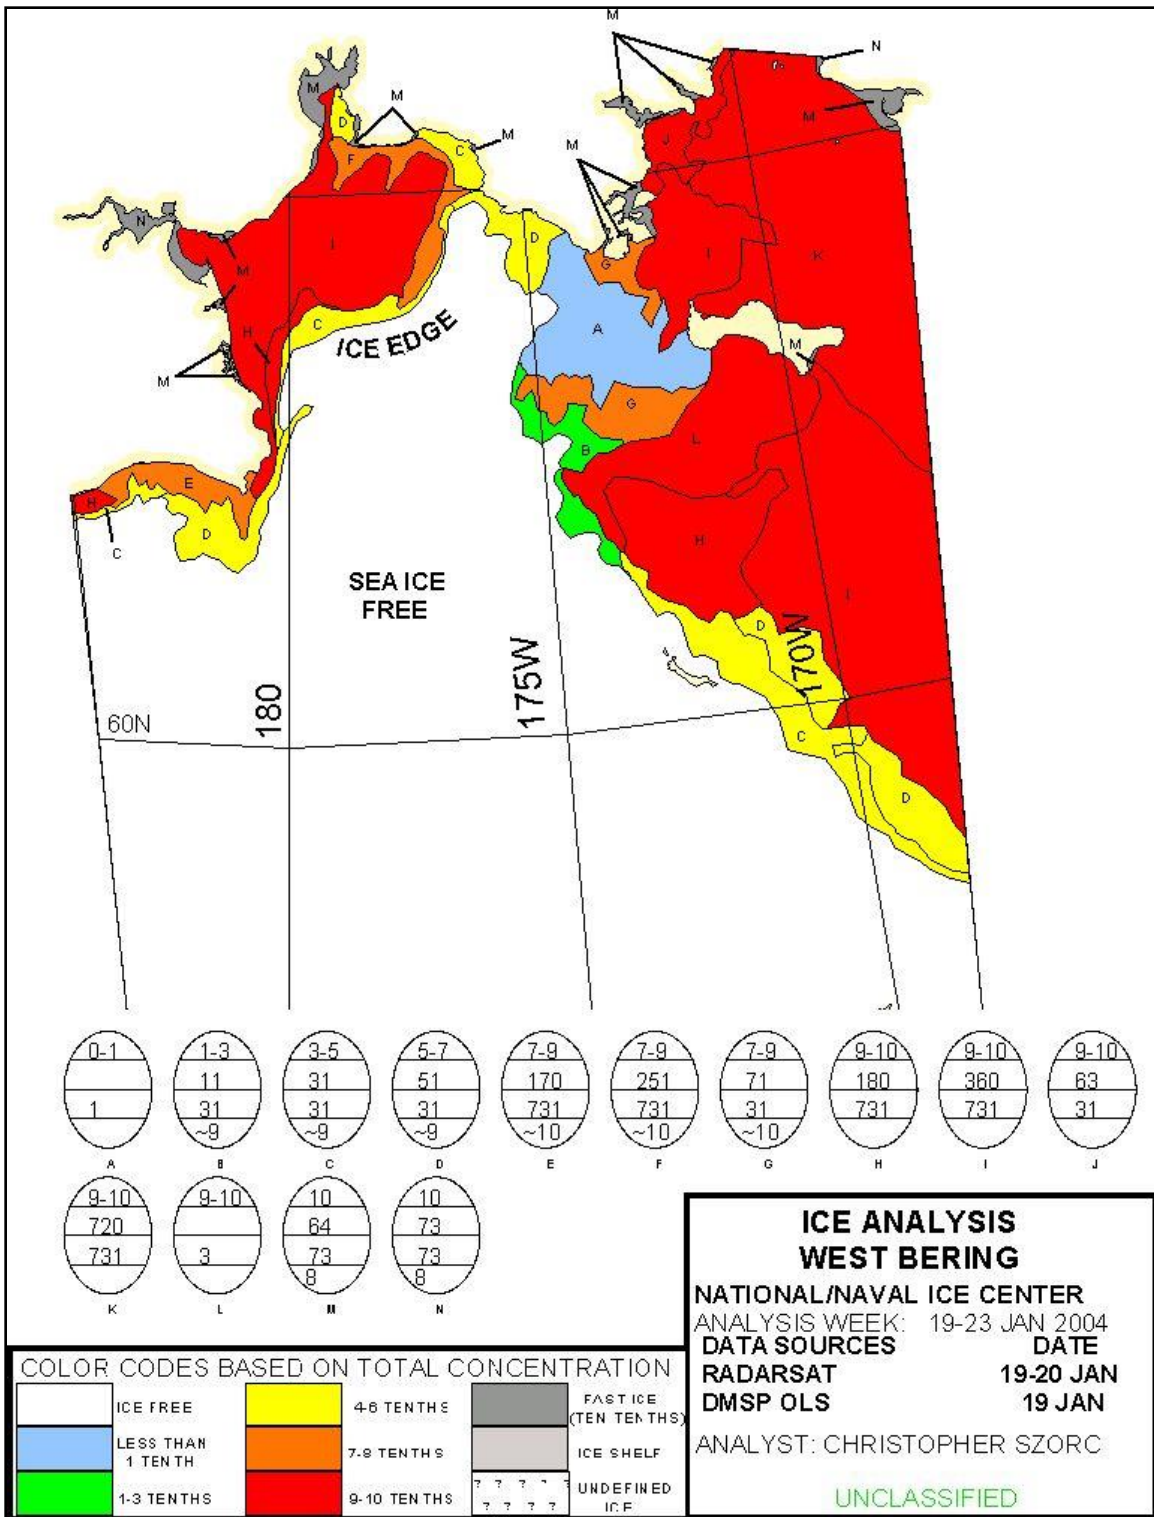 M
N
M
M
D
M
M
C
M
F
J
M
N
D
I
I
K
M
G
A
M
H
C
ICE EDGE
M
G
L
B
E
H
D
C
H
SEA ICE
FREE
I
D
170W
175W
180
60N
C
D
0-1 1-3 3-5 5-7 7-9 7-9 7-9 9-10 9-10 9-10
11 31 51 170 251 71 180 360 63
1 31 31 31 731 731 31 731 731 31
~9 ~9 ~9 ~10 ~10 ~10
A B C D E F G H I J
9-10 9-10 10 10
720 64 73
731 3 73 73
8 8
K L M N
ICE ANALYSIS
WEST BERING
NATIONAL/NAVAL ICE CENTER
ANALYSIS WEEK: 19-23 JAN 2004
DATA SOURCES DATE
RADARSAT 19-20 JAN
DMSP OLS 19 JAN
ANALYST: CHRISTOPHER SZORC
UNCLASSIFIED
COLOR CODES BASED ON TOTAL CONCENTRATION
ICE FREE
4-6 TENTHS
FAST ICE
(TEN TENTHS)
LESS THAN
1 TENTH
7-8 TENTHS
ICE SHELF
1-3 TENTHS
9-10 TENTHS
? ? ? ? ?
? ? ? ?
UNDEFINED
ICE